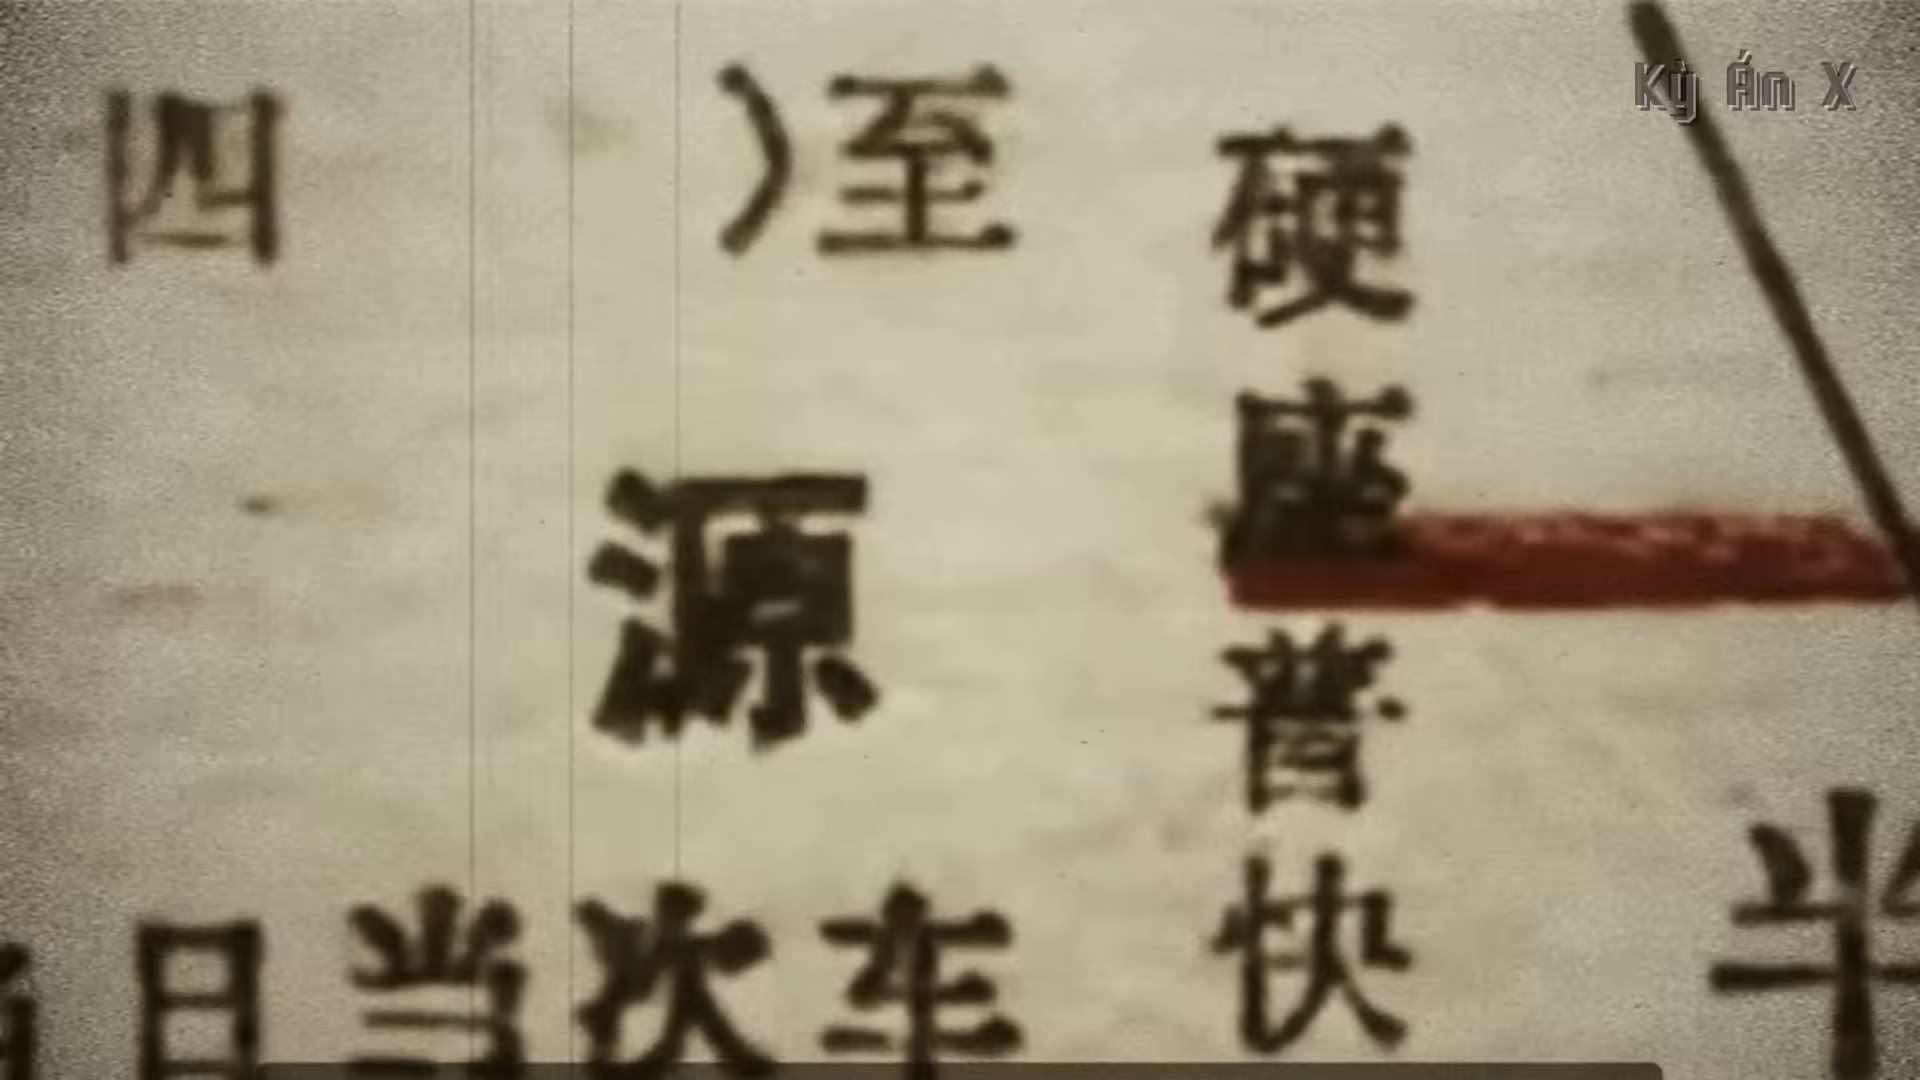 Kỳ Án X
四 )至
源
日当次车
硬
座
普
快
半